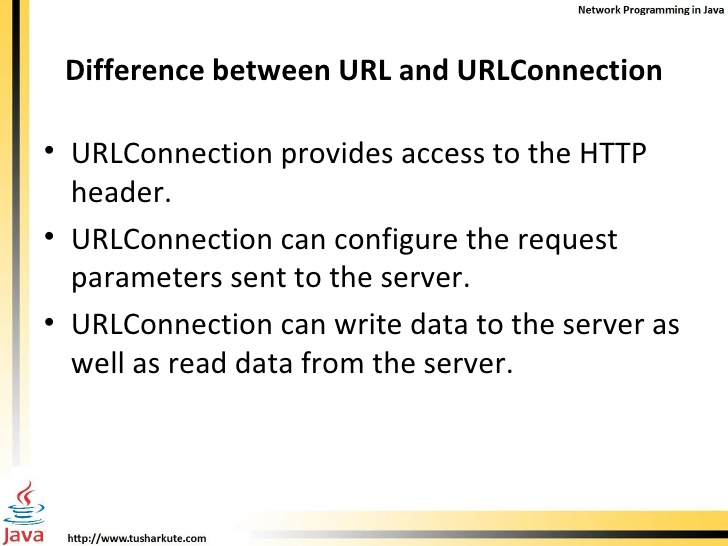 Network Programming in Java
Difference between URL and URLConnection
• URLConnection provides access to the HTTP
header.
• URLConnection can configure the request
parameters sent to the server.
• URLConnection can write data to the server as
well as read data from the server.
Java
http://www.tusharkute.com